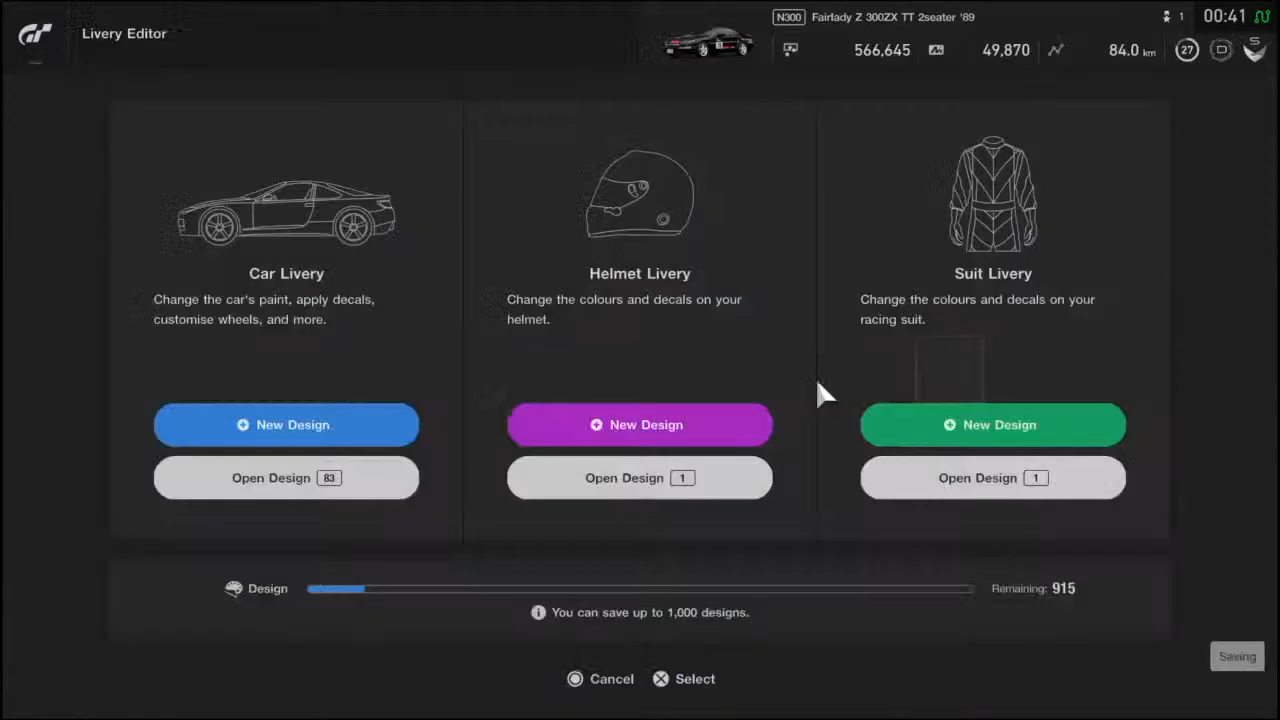 Livery Editor
N300 Fairlady Z 300ZX TT 2seater '89
1 00:41
566,645 49,870 84.0 km 27 D S
Car Livery
Change the car's paint, apply decals,
customise wheels, and more.
+ New Design
Open Design 83
Helmet Livery
Change the colours and decals on your
helmet.
+ New Design
Open Design 1
Suit Livery
Change the colours and decals on your
racing suit.
+ New Design
Open Design 1
Design Remaining: 915
You can save up to 1,000 designs.
Saving
Cancel Select